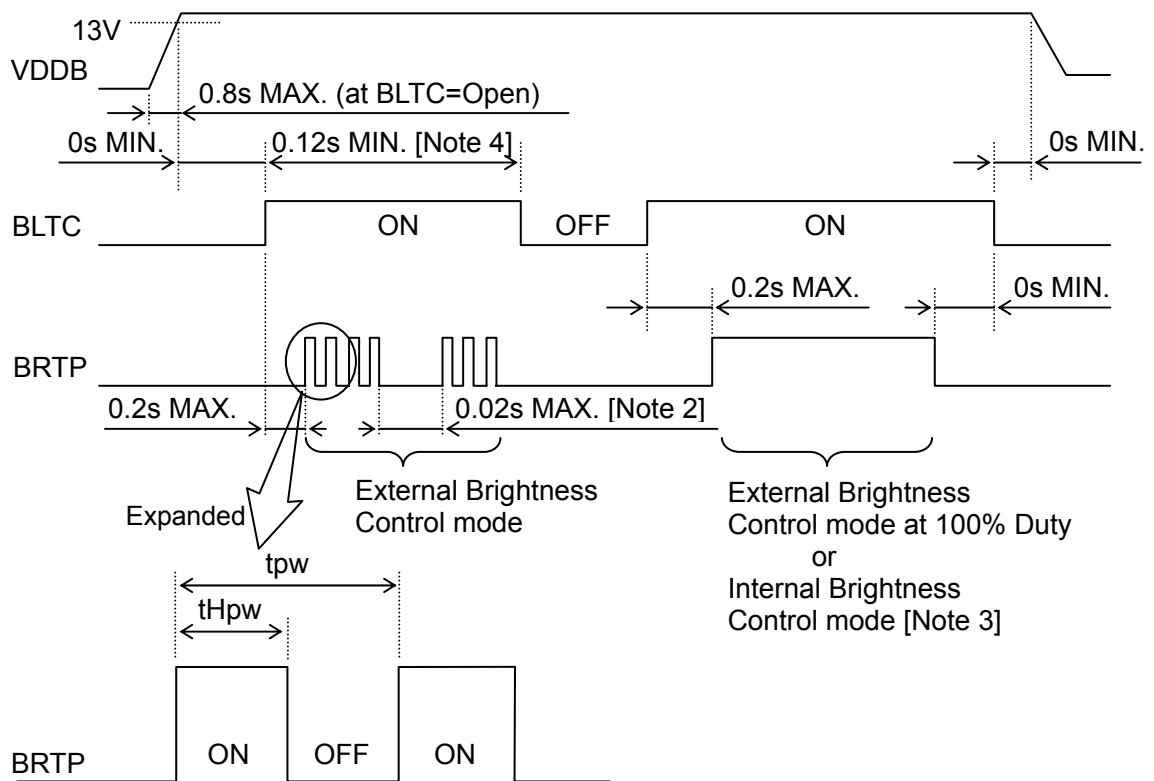 13V
VDDB
0.8s MAX. (at BLTC=Open)
0s MIN.
0.12s MIN. [Note 4]
0s MIN.
BLTC
ON
OFF
ON
0.2s MAX.
0s MIN.
BRTP
0.2s MAX.
0.02s MAX. [Note 2]
External Brightness
Control mode
External Brightness
Control mode at 100% Duty
or
Internal Brightness
Control mode [Note 3]
Expanded
tpw
tHpw
BRTP
ON
OFF
ON